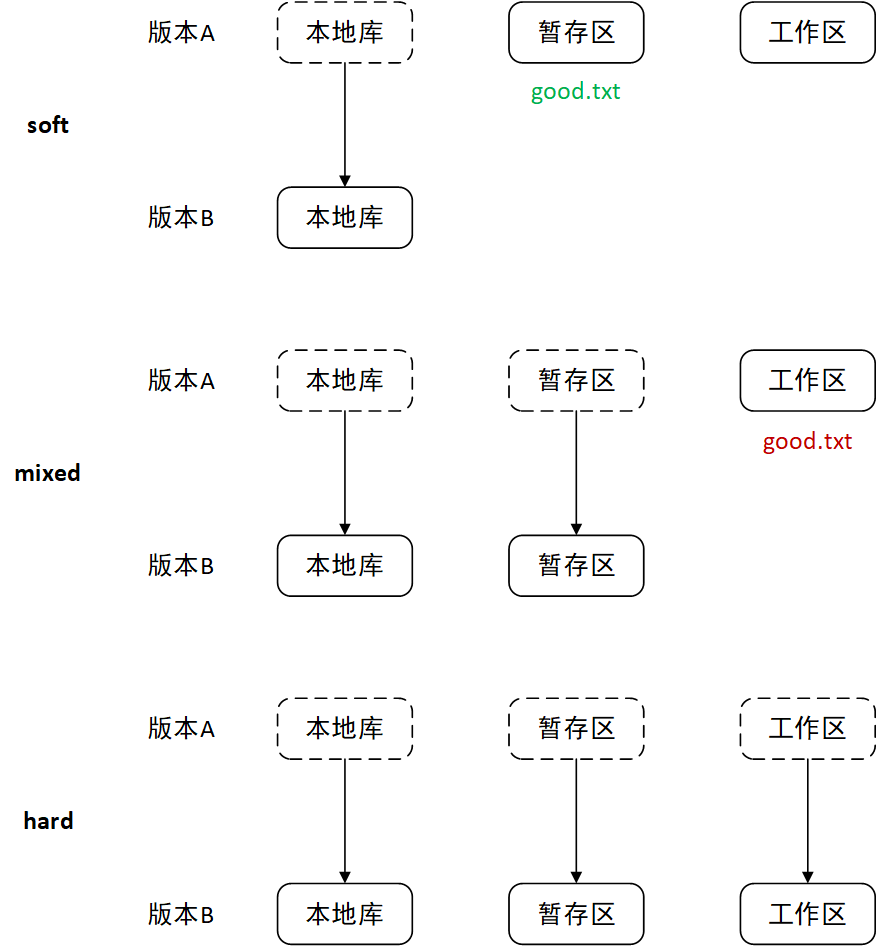 版本A 本地库 暂存区 工作区
good.txt
soft
版本B 本地库
版本A 本地库 暂存区 工作区
good.txt
mixed
版本B 本地库 暂存区
版本A 本地库 暂存区 工作区
hard
版本B 本地库 暂存区 工作区